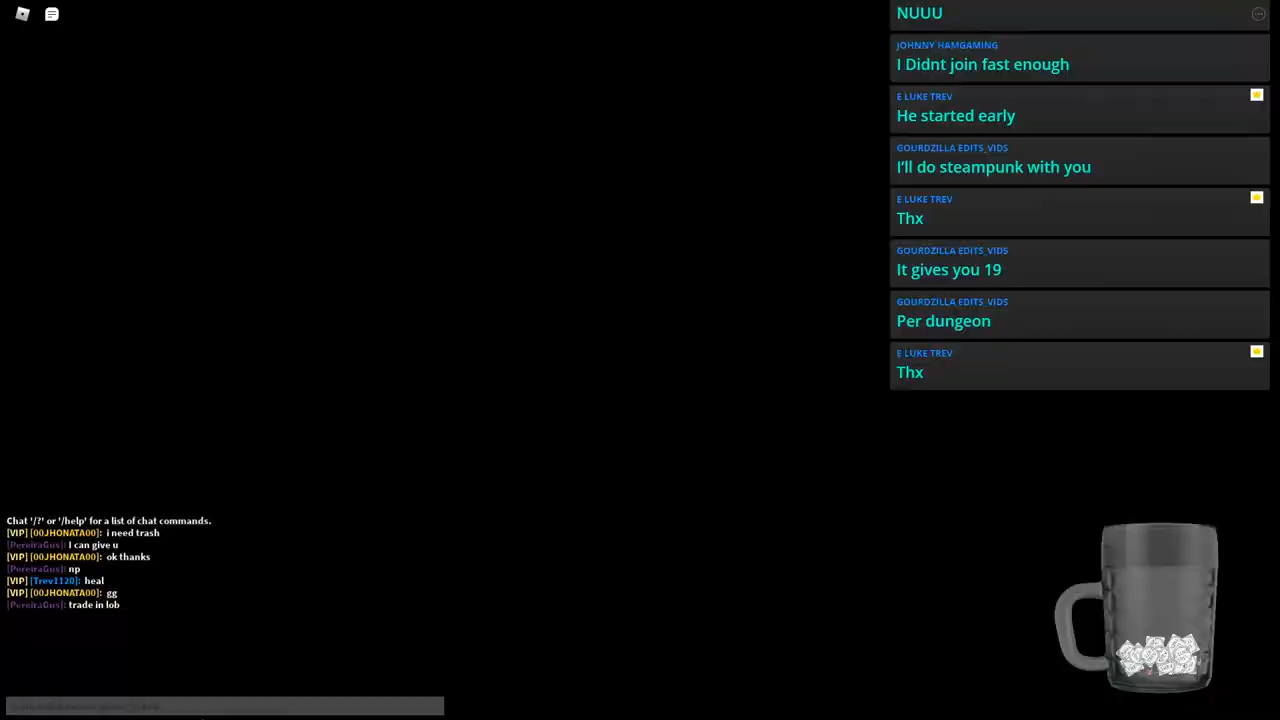 NUUU
JOHNNY HAMGAMING
I Didnt join fast enough
E LUKE TREV
He started early
GOURDZILLA EDITS_VIDS
I'll do steampunk with you
E LUKE TREV
Thx
GOURDZILLA EDITS_VIDS
It gives you 19
GOURDZILLA EDITS_VIDS
Per dungeon
E LUKE TREV
Thx
Chat '/?' or '/help' for a list of chat commands.
[VIP] [00JHONATA00]: i need trash
[PereiraGus]: I can give u
[VIP] [00JHONATA00]: ok thanks
[PereiraGus]: np
[VIP] [Trev1120]: heal
[VIP] [00JHONATA00]: gg
[PereiraGus]: trade in lob